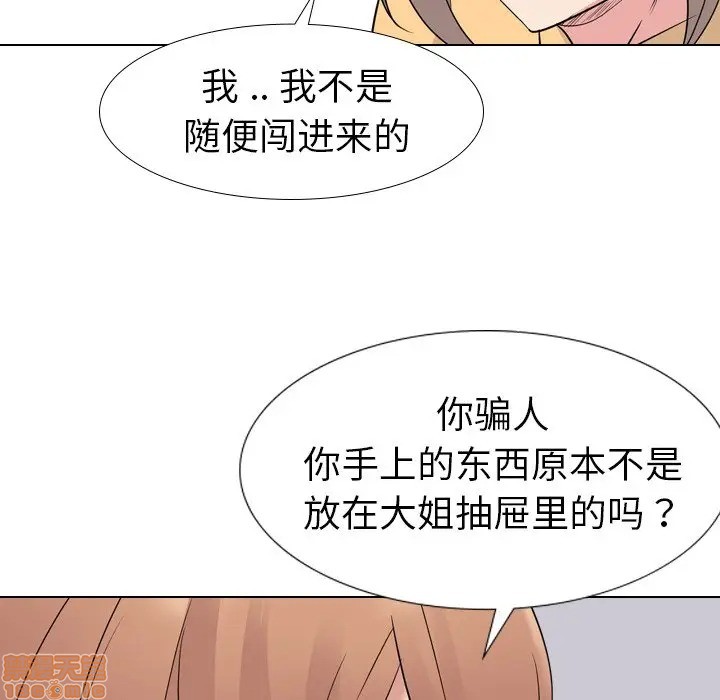 我 .. 我不是
随便闯进来的
你骗人
你手上的东西原本不是
放在大姐抽屉里的吗？